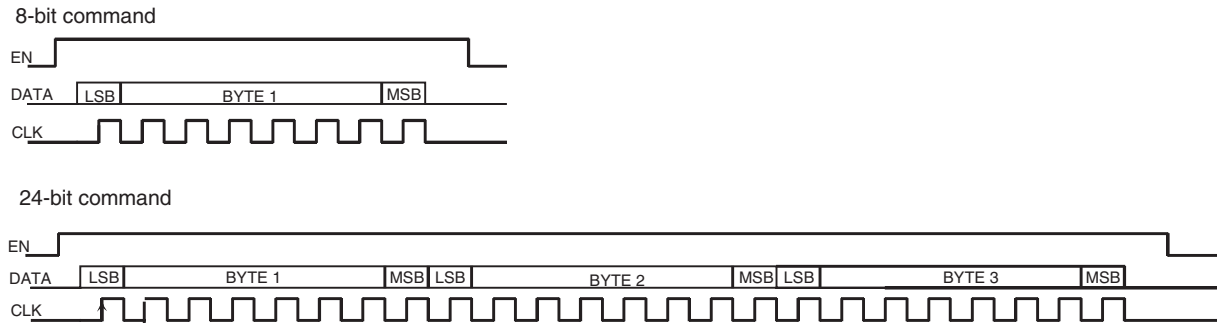 8-bit command
EN
DATA LSB BYTE 1 MSB
CLK
24-bit command
EN
DATA LSB BYTE 1 MSB LSB BYTE 2 MSB LSB BYTE 3 MSB
CLK